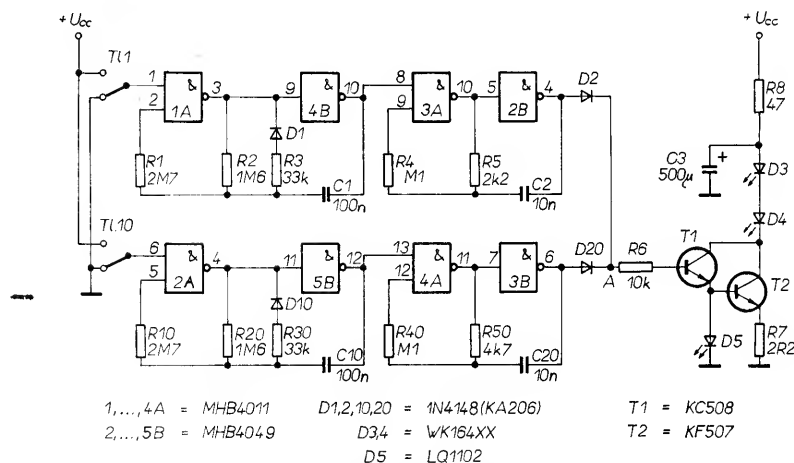 + Ucc
+ Ucc
Tl.1
1 & 3
2
1A
9 & 10
4B
8 & 10
9
3A
5 & 4
2B
D2
R8
47
D1
R1
2M7
R2
1M6
R3
33k
C1
100n
R4
M1
R5
2k2
C2
10n
C3
500µ
+
D3
D4
Tl.10
6 & 4
5
2A
11 & 12
5B
13 & 11
12
4A
7 & 6
3B
D20
A
R6
10k
T1
T2
D10
R10
2M7
R20
1M6
R30
33k
C10
100n
R40
M1
R50
4k7
C20
10n
D5
R7
2R2
1,...,4A = MHB4011
D1,2,10,20 = 1N4148(KA206)
T1 = KC508
2,...,5B = MHB4049
D3,4 = WK164XX
T2 = KF507
D5 = LQ1102